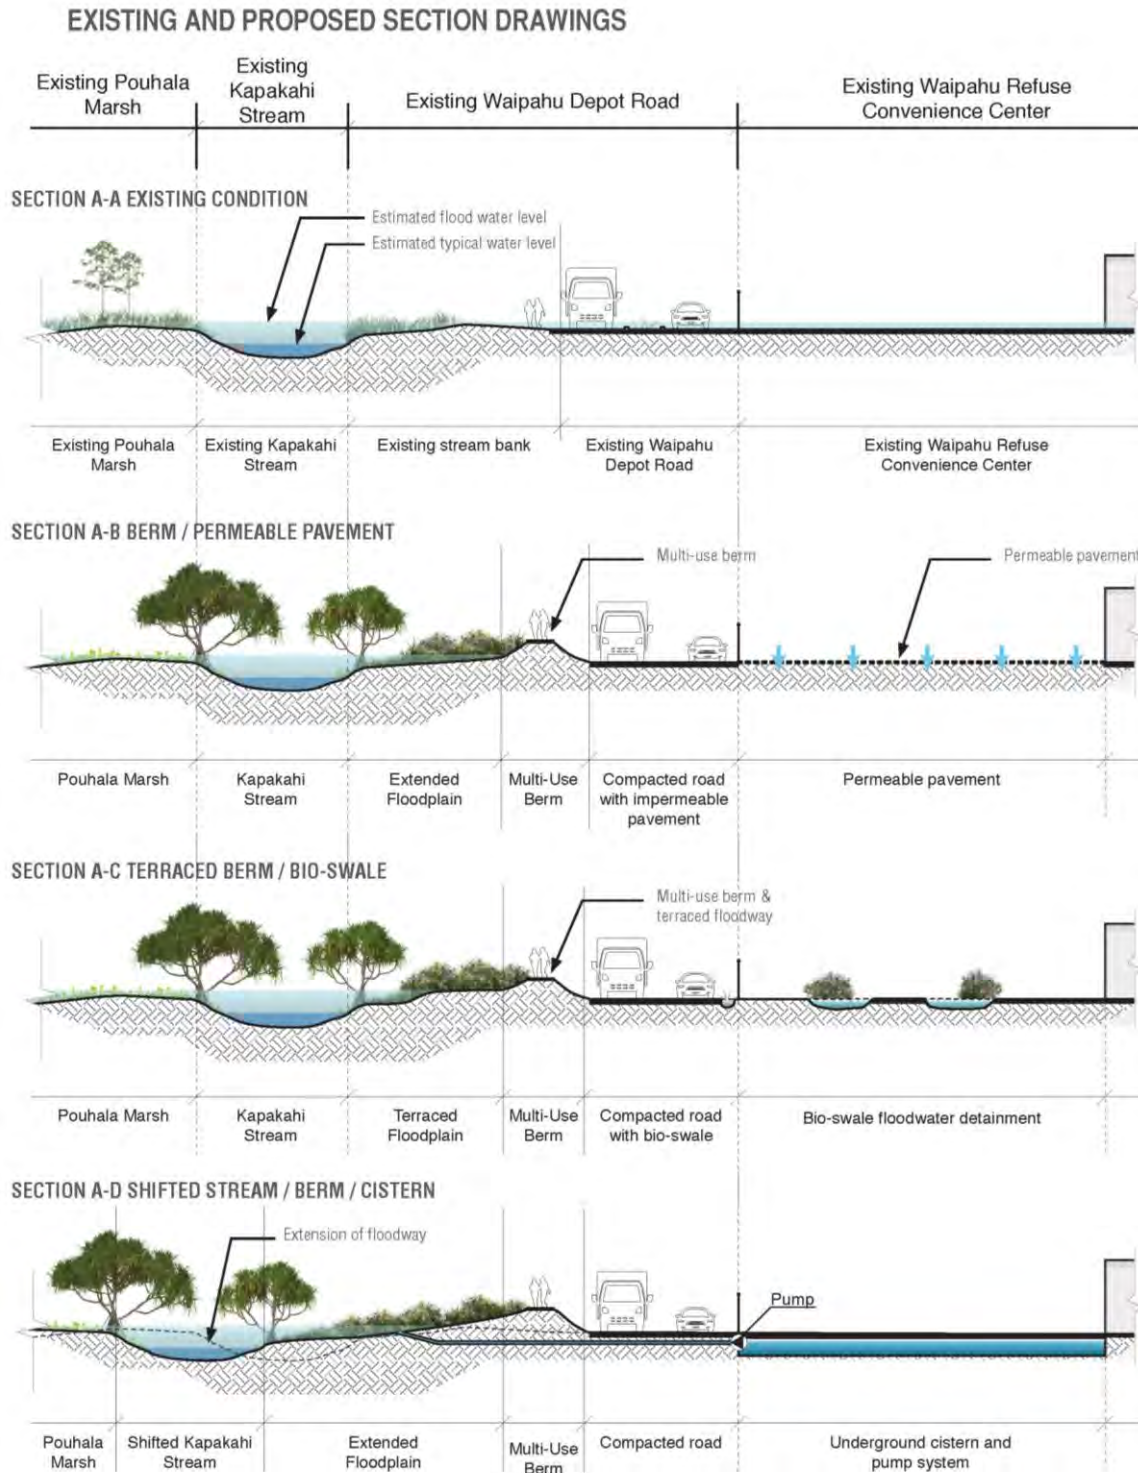 EXISTING AND PROPOSED SECTION DRAWINGS
Existing Pouhala
Marsh
Existing
Kapakahi
Stream
Existing Waipahu Depot Road
Existing Waipahu Refuse
Convenience Center
SECTION A-A EXISTING CONDITION
Estimated flood water level
Estimated typical water level
Existing Pouhala
Marsh
Existing Kapakahi
Stream
Existing stream bank
Existing Waipahu
Depot Road
Existing Waipahu Refuse
Convenience Center
SECTION A-B BERM / PERMEABLE PAVEMENT
Multi-use berm
Permeable pavement
Pouhala Marsh
Kapakahi
Stream
Extended
Floodplain
Multi-Use
Berm
Compacted road
with impermeable
pavement
Permeable pavement
SECTION A-C TERRACED BERM / BIO-SWALE
Multi-use berm &
terraced floodway
Pouhala Marsh
Kapakahi
Stream
Terraced
Floodplain
Multi-Use
Berm
Compacted road
with bio-swale
Bio-swale floodwater detainment
SECTION A-D SHIFTED STREAM / BERM / CISTERN
Extension of floodway
Pump
Pouhala
Marsh
Shifted Kapakahi
Stream
Extended
Floodplain
Multi-Use
Berm
Compacted road
Underground cistern and
pump system